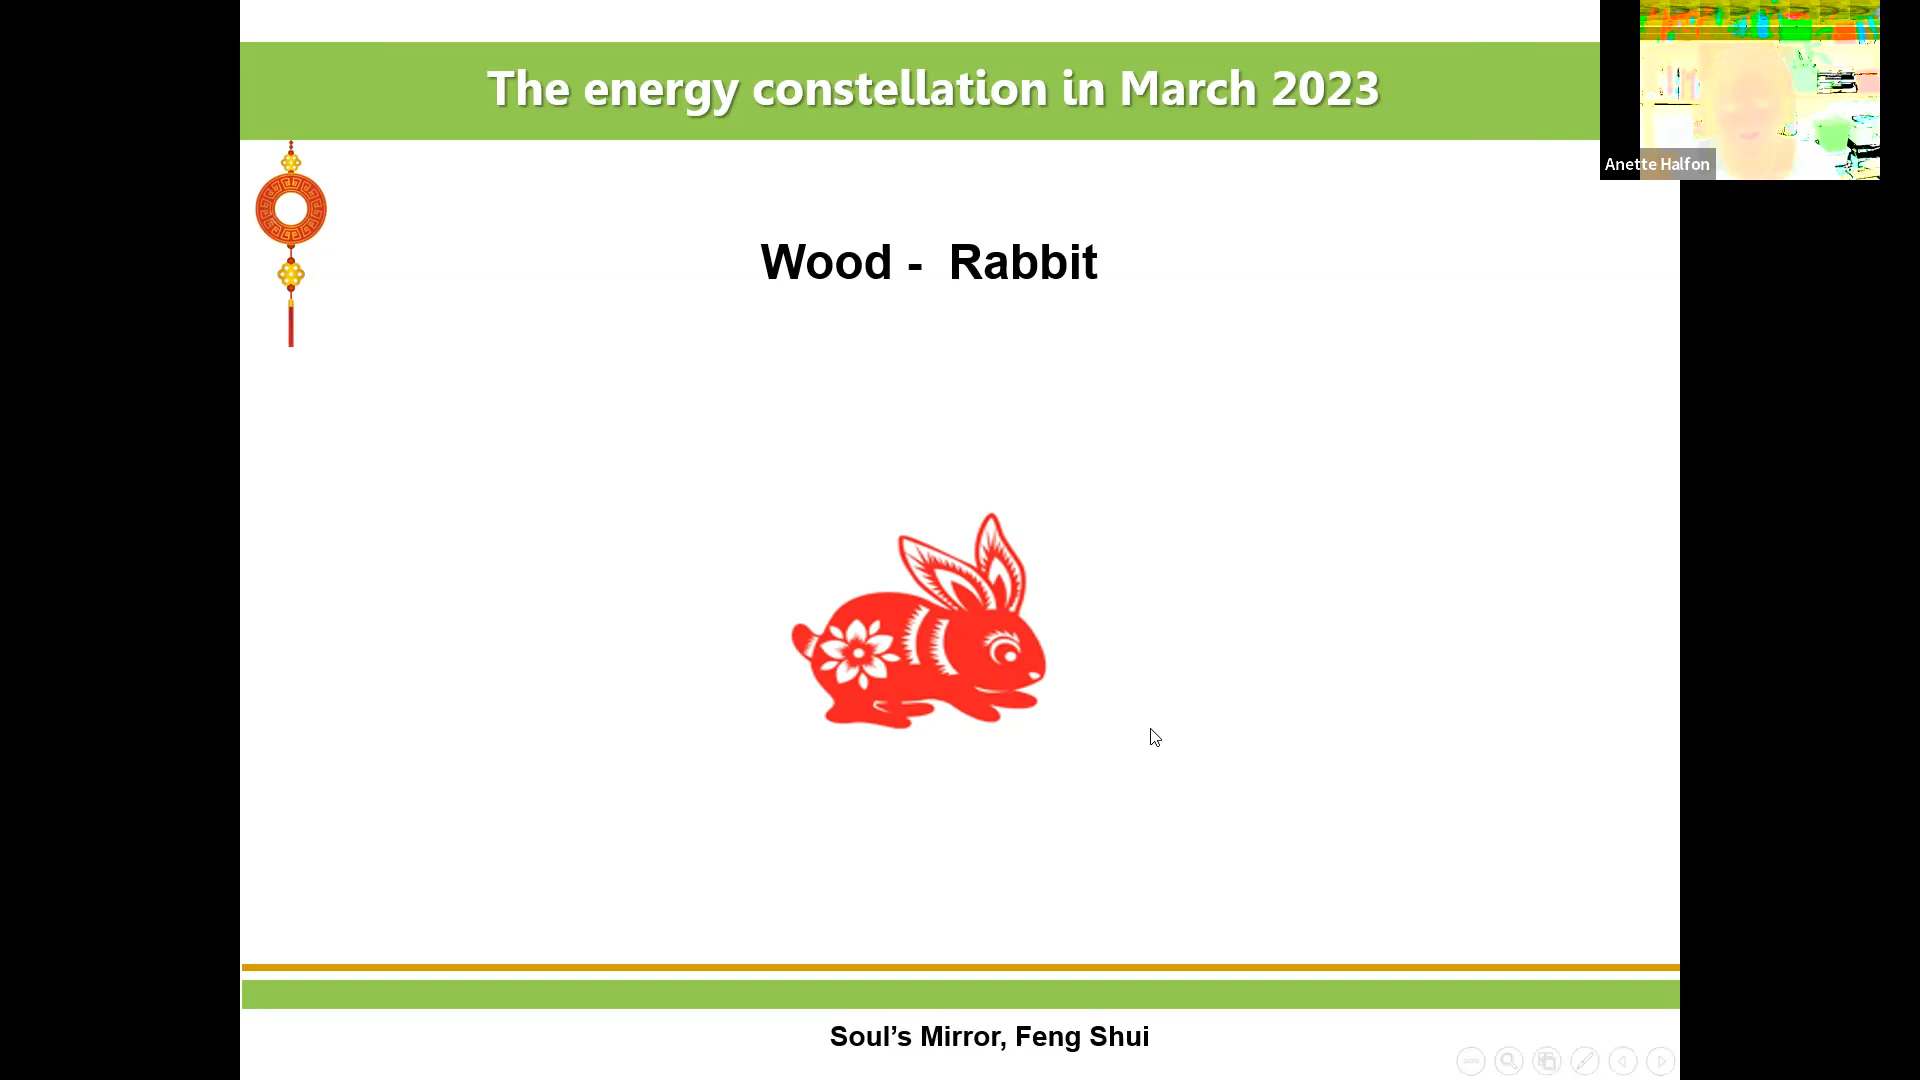 The energy constellation in March 2023
Anette Halfon
Wood - Rabbit
Soul’s Mirror, Feng Shui